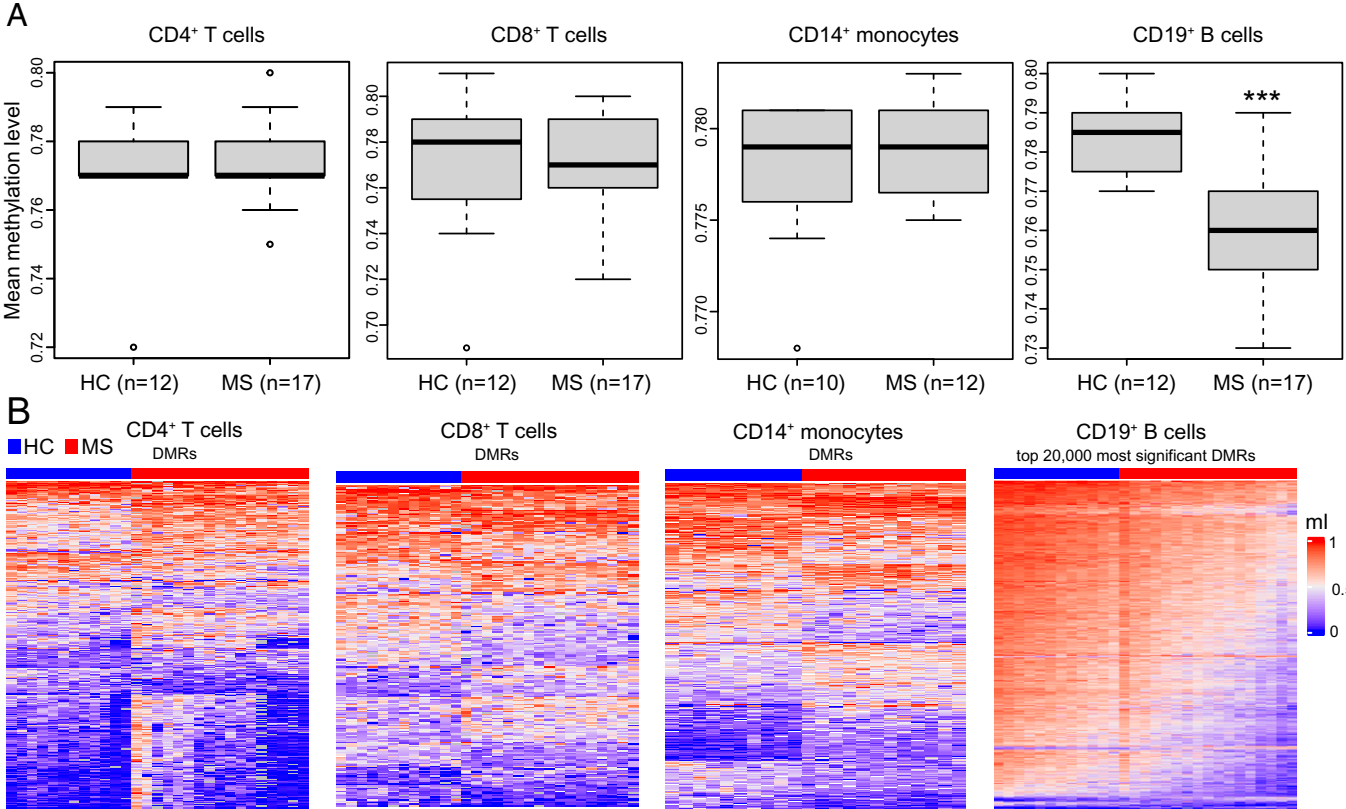 A
CD4⁺ T cells
CD8⁺ T cells
CD14⁺ monocytes
CD19⁺ B cells
Mean methylation level
0.80
0.78
0.76
0.74
0.72
HC (n=12)
MS (n=17)
0.80
0.78
0.76
0.74
0.72
0.70
HC (n=12)
MS (n=17)
0.780
0.775
0.770
HC (n=10)
MS (n=12)
0.80
0.79
0.78
0.77
0.76
0.75
0.74
0.73
***
HC (n=12)
MS (n=17)
B
HC MS
CD4⁺ T cells
DMRs
CD8⁺ T cells
DMRs
CD14⁺ monocytes
DMRs
CD19⁺ B cells
top 20,000 most significant DMRs
ml
1
0.5
0